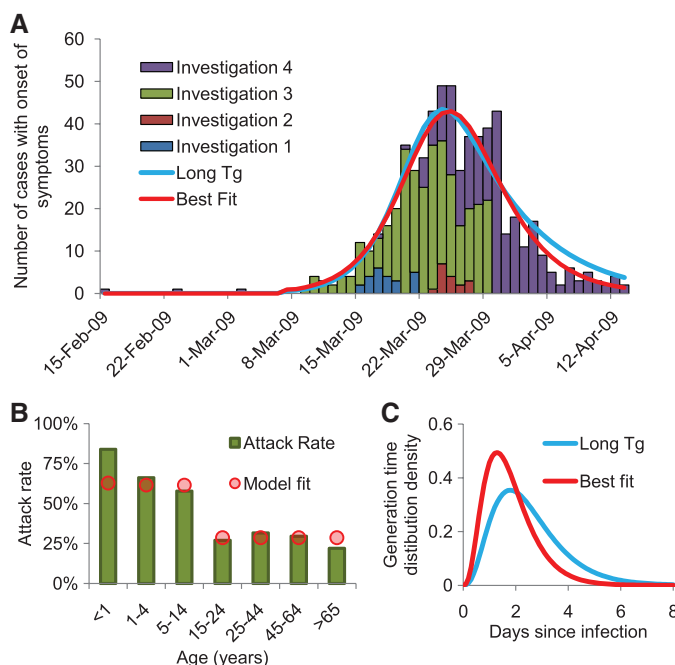 A
Number of cases with onset of
symptoms
60
50
40
30
20
10
0
Investigation 4
Investigation 3
Investigation 2
Investigation 1
Long Tg
Best Fit
15-Feb-09
22-Feb-09
1-Mar-09
8-Mar-09
15-Mar-09
22-Mar-09
29-Mar-09
5-Apr-09
12-Apr-09
B
Attack rate
100%
75%
50%
25%
0%
Attack Rate
Model fit
<1
1-4
5-14
15-24
25-44
45-64
>65
Age (years)
C
Generation time
distibution density
0.6
0.4
0.2
0
Long Tg
Best fit
0
2
4
6
8
Days since infection